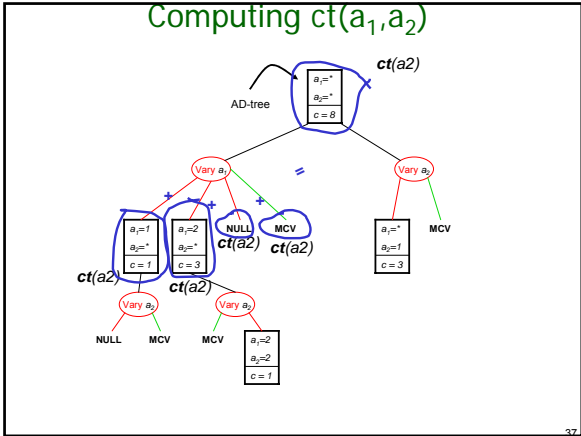 Computing ct(a1,a2)
ct(a2)
AD-tree
a1=*
a2=*
c = 8
=
Vary a1
Vary a2
+ + +
a1=1
a2=*
c = 1
a1=2
a2=*
c = 3
NULL
MCV
a1=*
a2=1
c = 3
MCV
ct(a2)
ct(a2)
ct(a2)
ct(a2)
Vary a2
Vary a2
NULL
MCV
MCV
a1=2
a2=2
c = 1
37